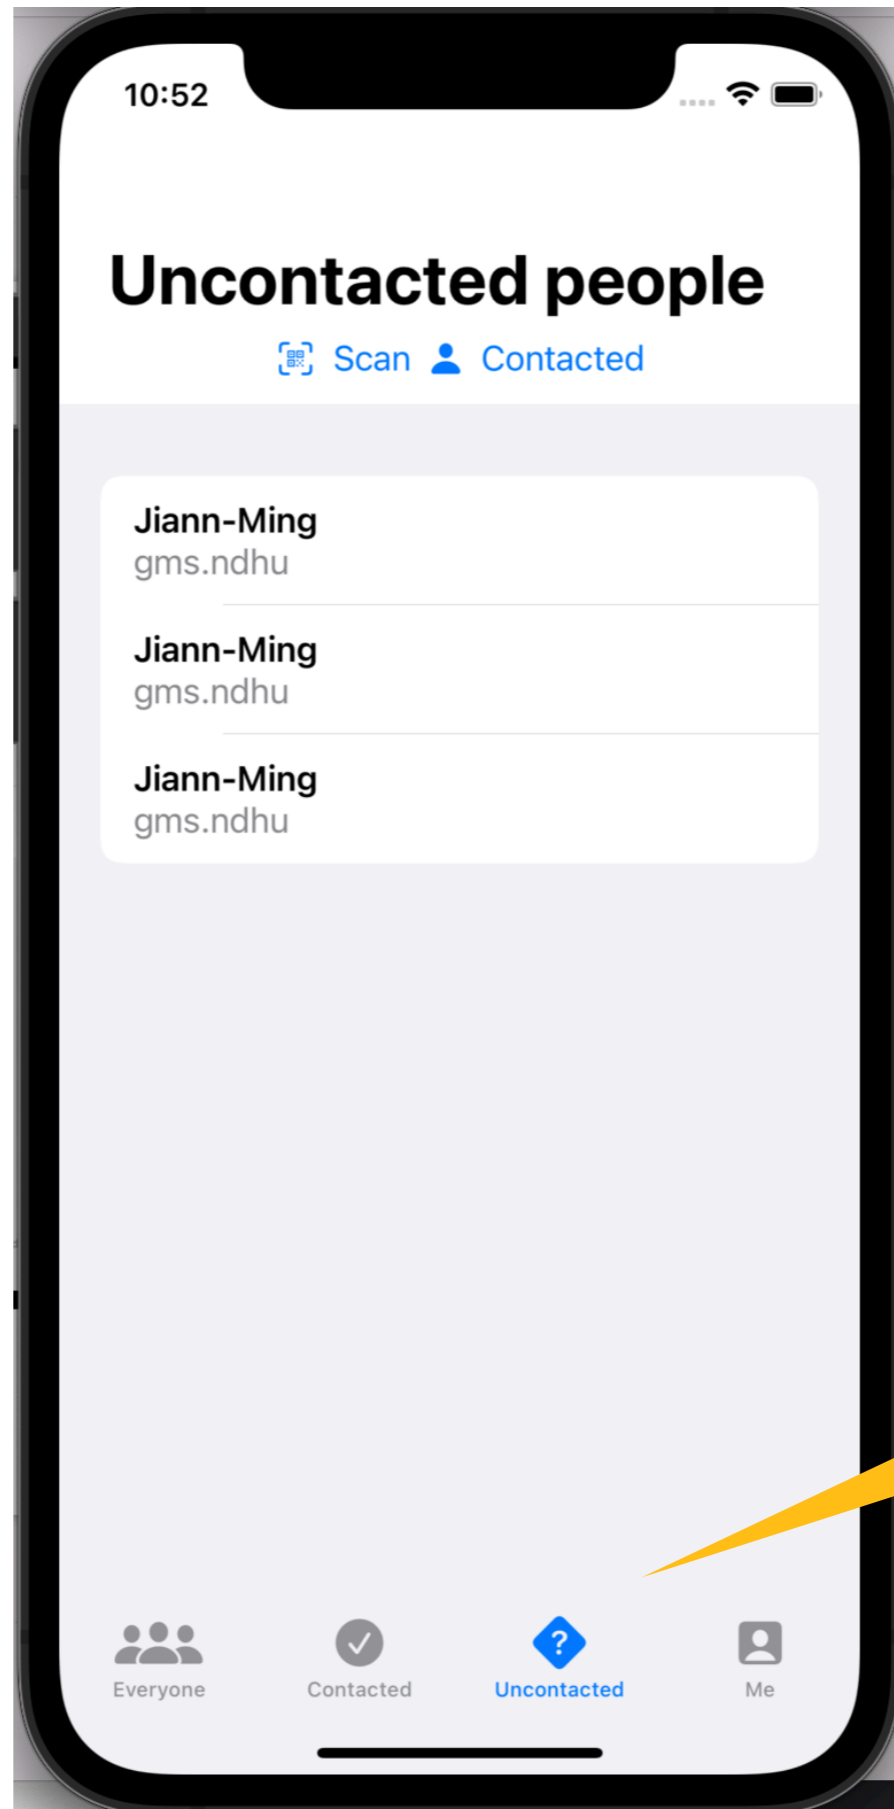 10:52
Uncontacted people
Scan Contacted
Jiann-Ming
gms.ndhu
Jiann-Ming
gms.ndhu
Jiann-Ming
gms.ndhu
?
Everyone Contacted Uncontacted Me